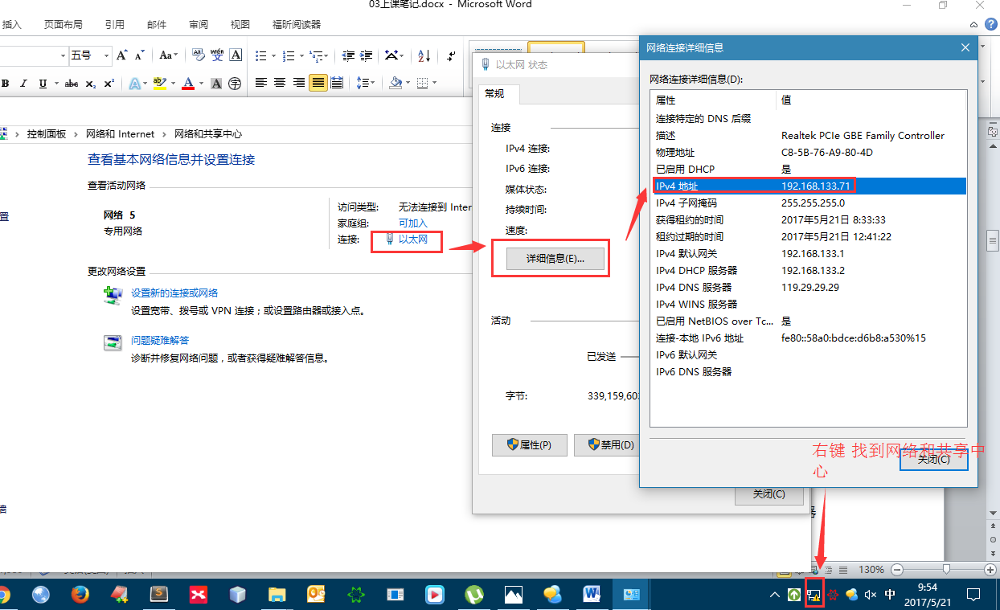 03上课笔记.docx - Microsoft Word
插入 页面布局 引用 邮件 审阅 视图 福昕阅读器
五号
控制面板 › 网络和 Internet › 网络和共享中心
查看基本网络信息并设置连接
查看活动网络
网络 5
专用网络
访问类型: 无法连接到 Inter
家庭组: 可加入
连接: 以太网
更改网络设置
设置新的连接或网络
设置宽带、拨号或 VPN 连接；或设置路由器或接入点。
问题疑难解答
诊断并修复网络问题，或者获得疑难解答信息。
置
墙
以太网 状态
常规
连接
IPv4 连接:
IPv6 连接:
媒体状态:
持续时间:
速度:
详细信息(E)...
活动
已发送
字节: 339,159,60
属性(P) 禁用(D)
关闭(C)
网络连接详细信息
网络连接详细信息(D):
属性 值
连接特定的 DNS 后缀
描述 Realtek PCIe GBE Family Controller
物理地址 C8-5B-76-A9-80-4D
已启用 DHCP 是
IPv4 地址 192.168.133.71
IPv4 子网掩码 255.255.255.0
获得租约的时间 2017年5月21日 8:33:33
租约过期的时间 2017年5月21日 12:41:22
IPv4 默认网关 192.168.133.1
IPv4 DHCP 服务器 192.168.133.2
IPv4 DNS 服务器 119.29.29.29
IPv4 WINS 服务器
已启用 NetBIOS over Tc... 是
连接-本地 IPv6 地址 fe80::58a0:bdce:d6b8:a530%15
IPv6 默认网关
IPv6 DNS 服务器
关闭(C)
右键 找到网络和共享中
心
器
130%
中
9:54
2017/5/21